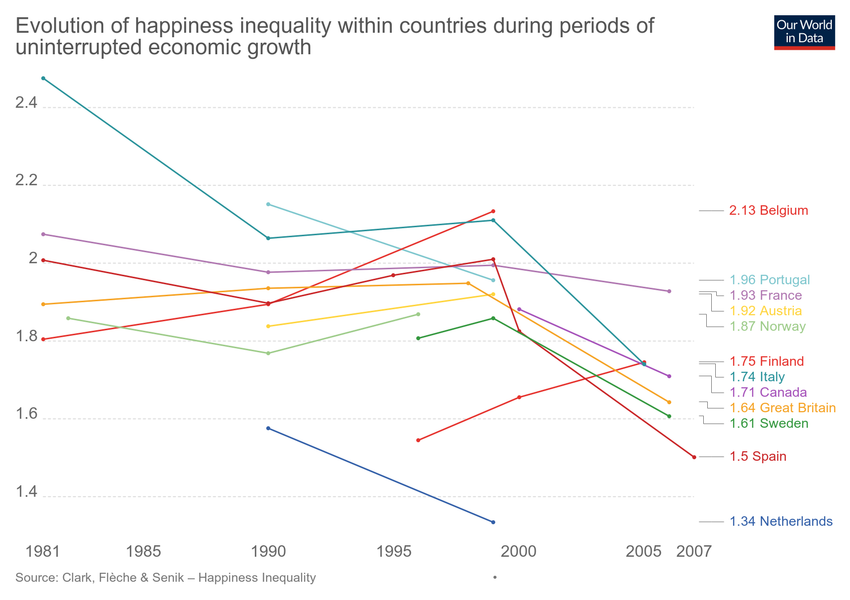 Evolution of happiness inequality within countries during periods of
uninterrupted economic growth
Our World
in Data
2.4
2.2
2
1.8
1.6
1.4
2.13 Belgium
1.96 Portugal
1.93 France
1.92 Austria
1.87 Norway
1.75 Finland
1.74 Italy
1.71 Canada
1.64 Great Britain
1.61 Sweden
1.5 Spain
1.34 Netherlands
1981 1985 1990 1995 2000 2005 2007
Source: Clark, Flèche & Senik – Happiness Inequality